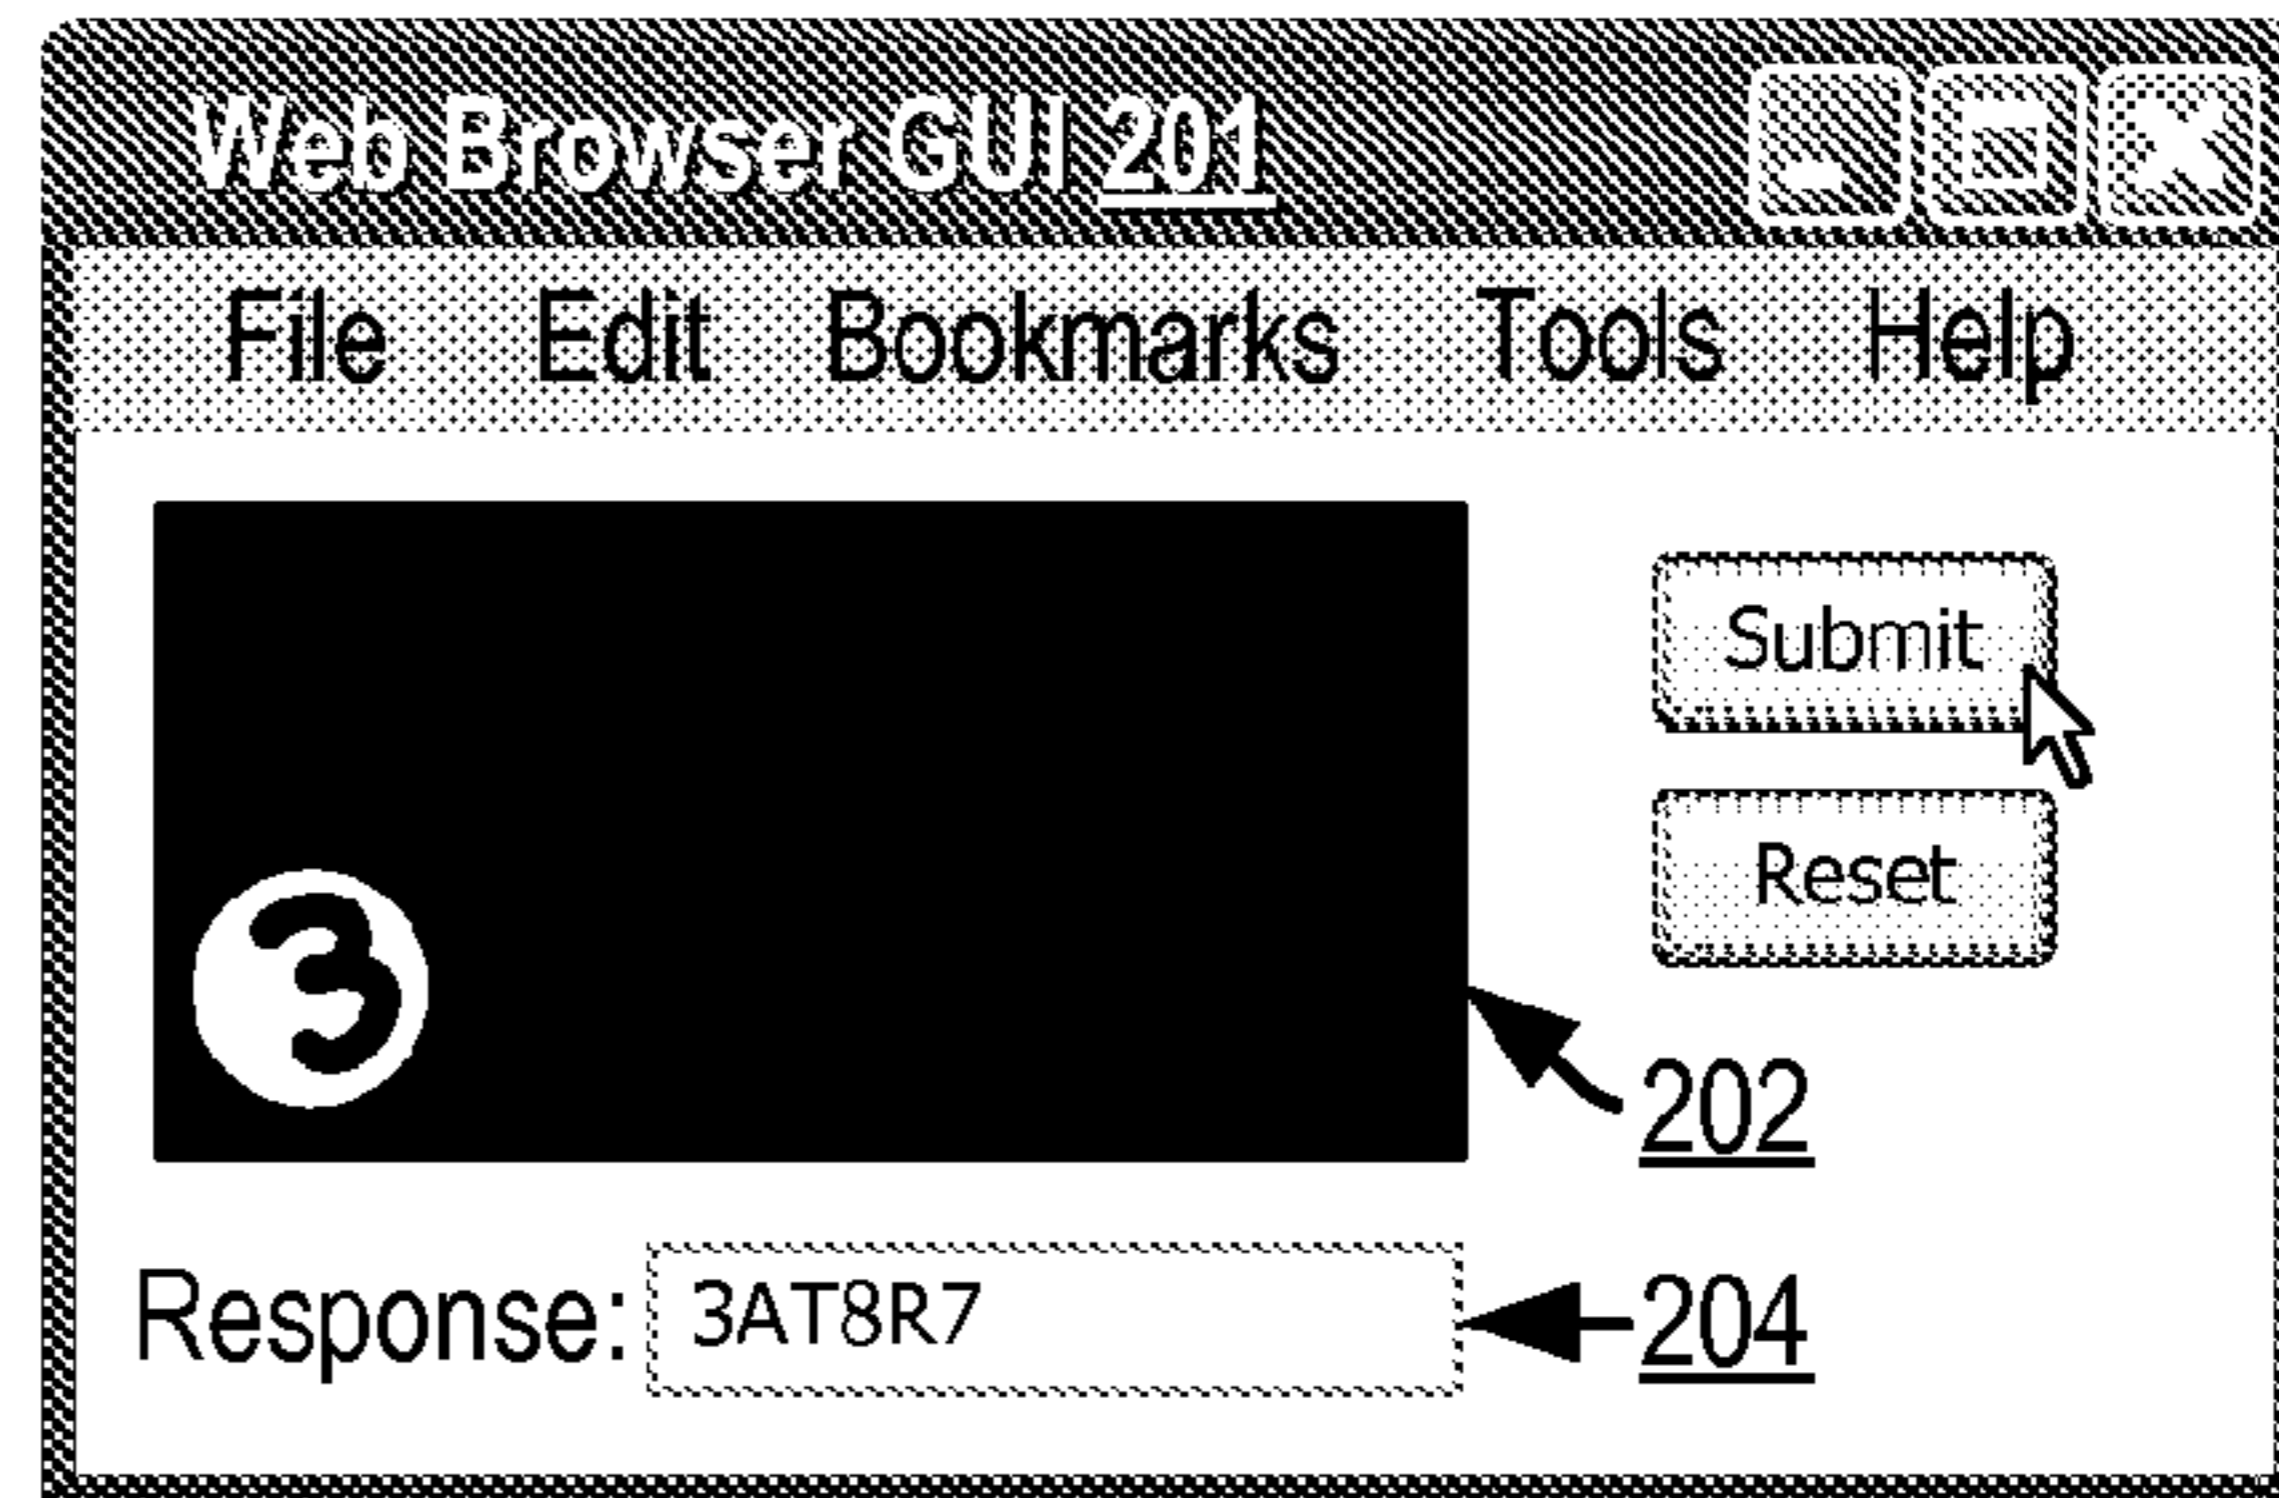 Web Browser GUI 201
File Edit Bookmarks Tools Help
Submit
Reset
3
202
Response: 3AT8R7 204